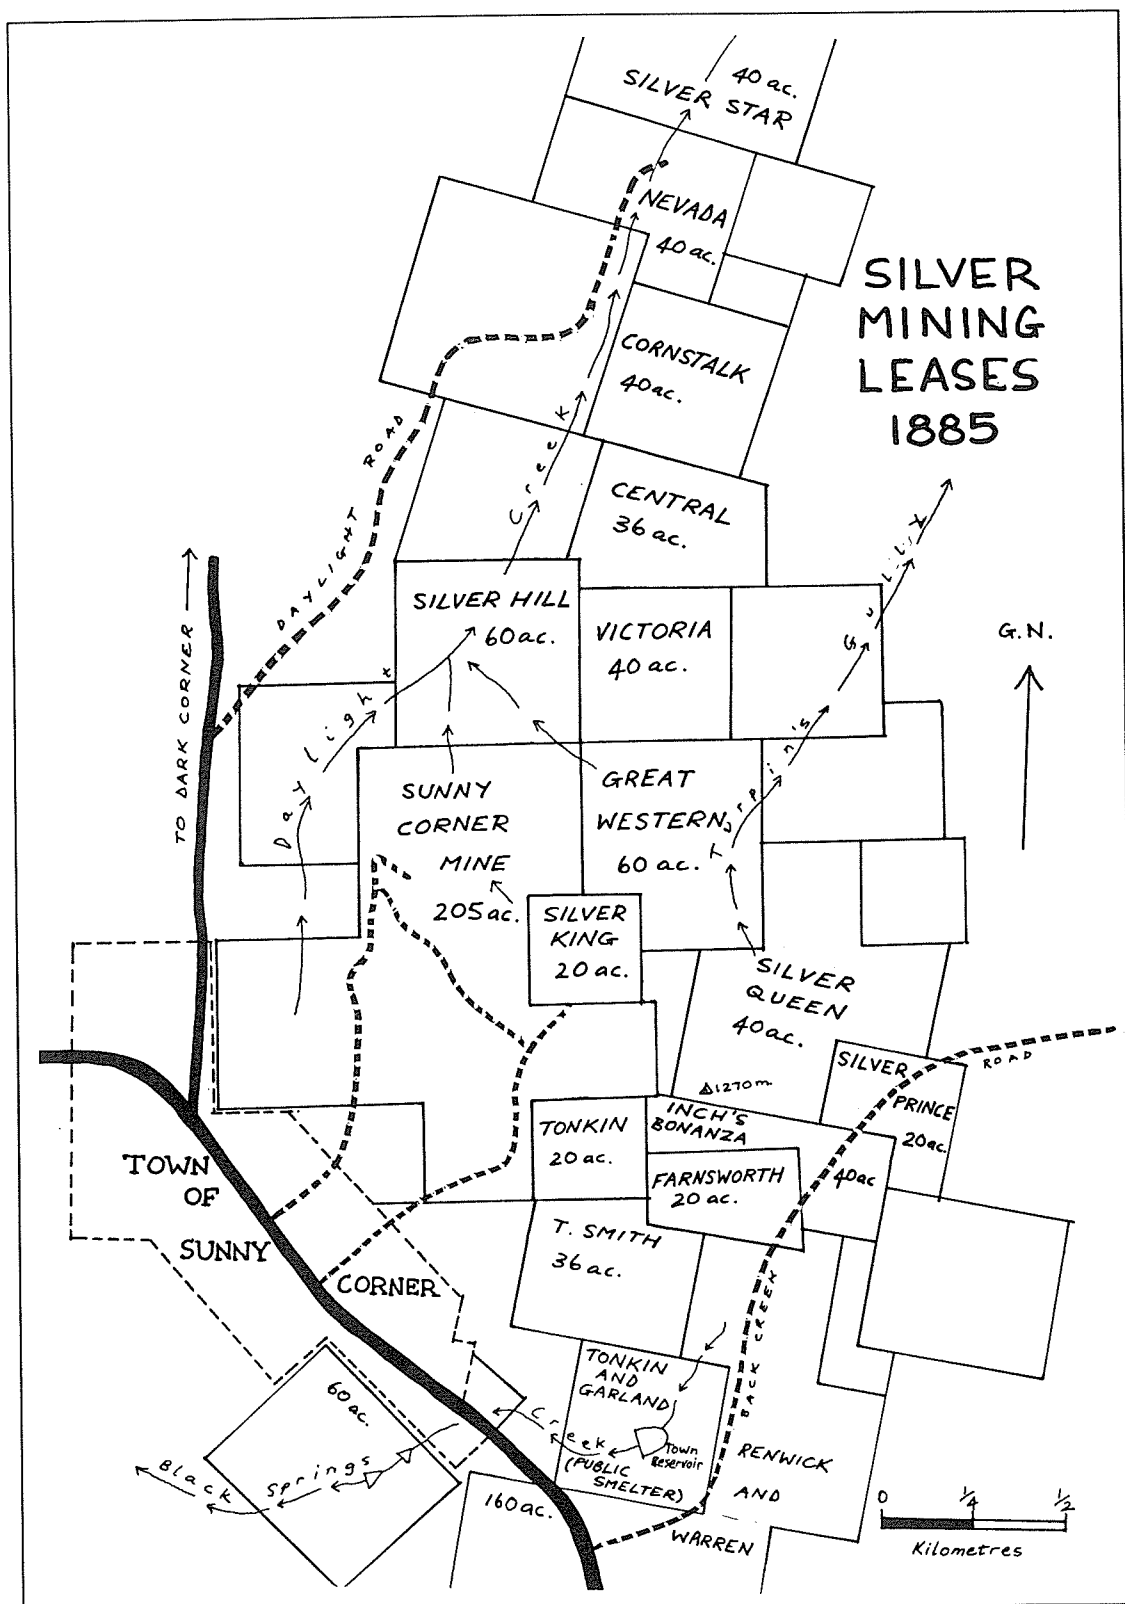 40 ac.
SILVER STAR
NEVADA
40 ac.
SILVER
MINING
LEASES
1885
CORNSTALK
40 ac.
DAYLIGHT ROAD
Creek
CENTRAL
36 ac.
SILVER HILL
60 ac.
VICTORIA
40 ac.
G.N.
TO DARK CORNER
Daylight
Turpin's Gully
SUNNY
CORNER
MINE
205 ac.
GREAT
WESTERN
60 ac.
SILVER
KING
20 ac.
SILVER
QUEEN
40 ac.
SILVER
PRINCE
20 ac.
ROAD
△1270m
INCH'S
BONANZA
40 ac
TONKIN
20 ac.
FARNSWORTH
20 ac.
TOWN
OF
SUNNY
CORNER
T. SMITH
36 ac.
BACK CREEK
TONKIN
AND
GARLAND
Town
Reservoir
(PUBLIC
SMELTER)
60 ac.
Black Springs Creek
160 ac.
RENWICK
AND
WARREN
0 1/4 1/2
Kilometres